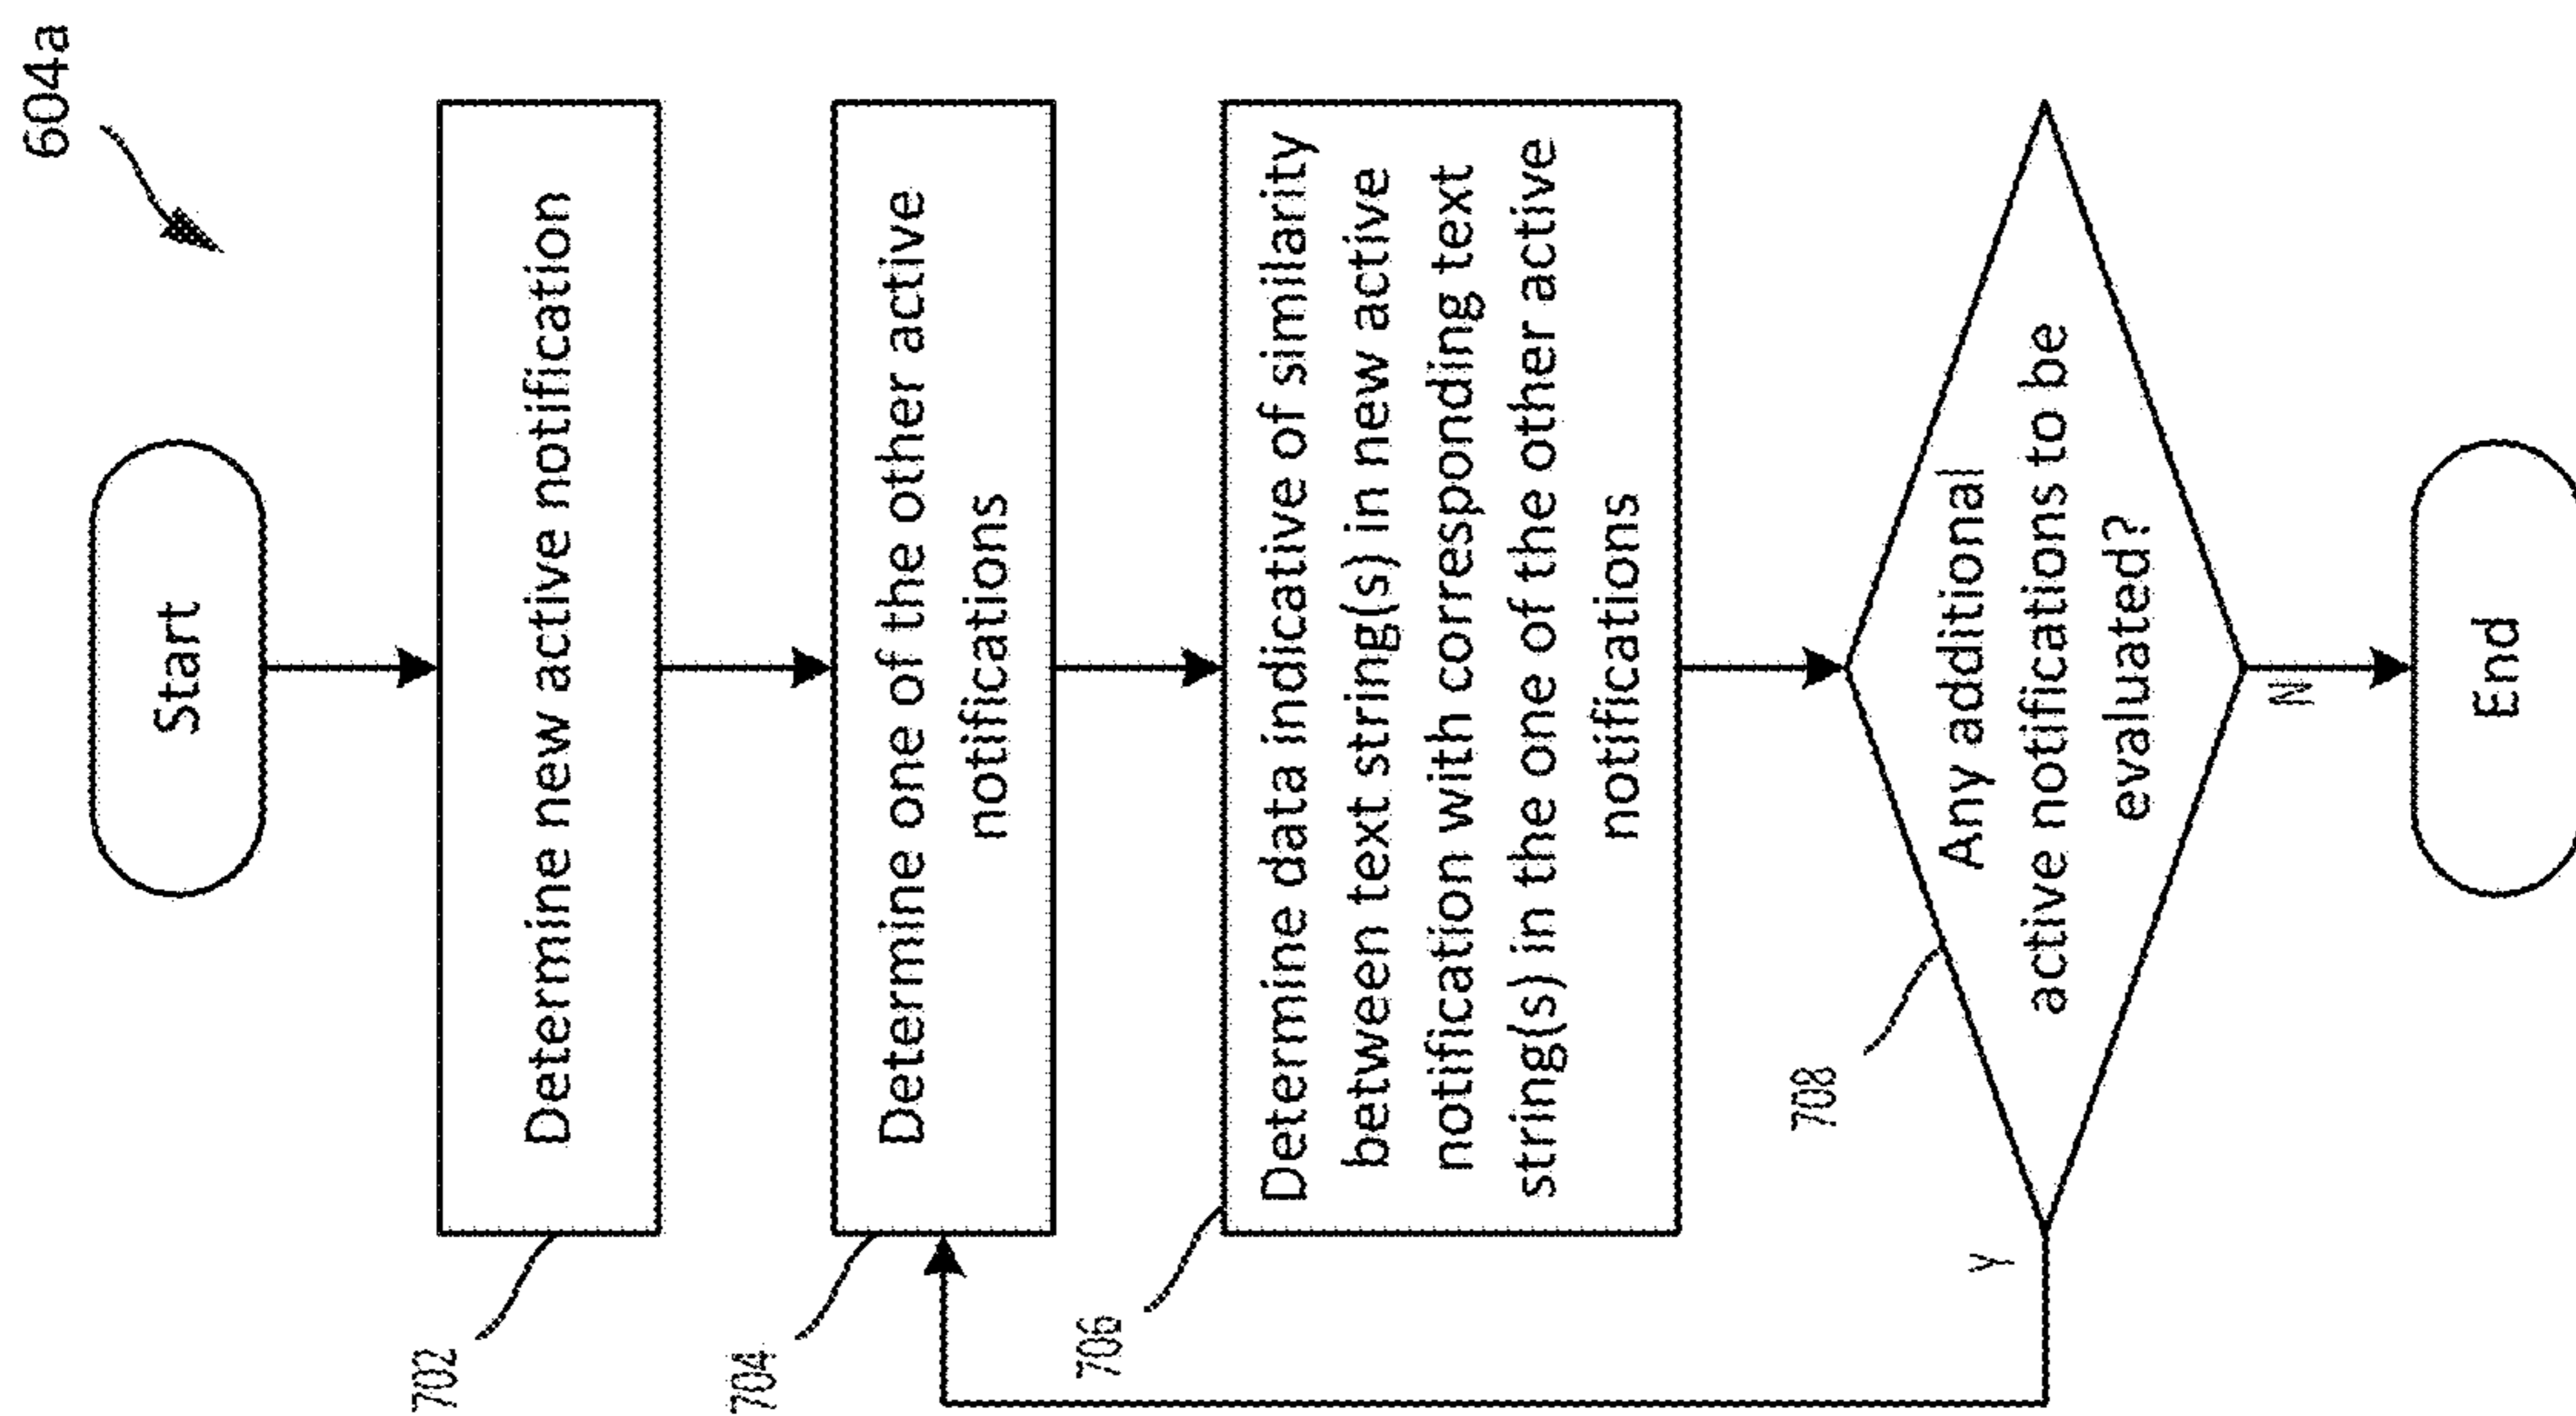 604a
Start
702
Determine new active notification
704
Determine one of the other active
notifications
706
Determine data indicative of similarity
between text string(s) in new active
notification with corresponding text
string(s) in the one of the other active
notifications
708
Any additional
active notifications to be
evaluated?
Y
N
End